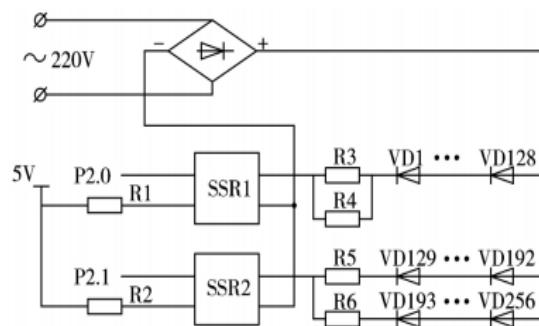 − +
~ 220V
R3 VD1 ··· VD128
5V P2.0 R1 SSR1 R4
P2.1 R2 SSR2 R5 VD129 ··· VD192
R6 VD193 ··· VD256